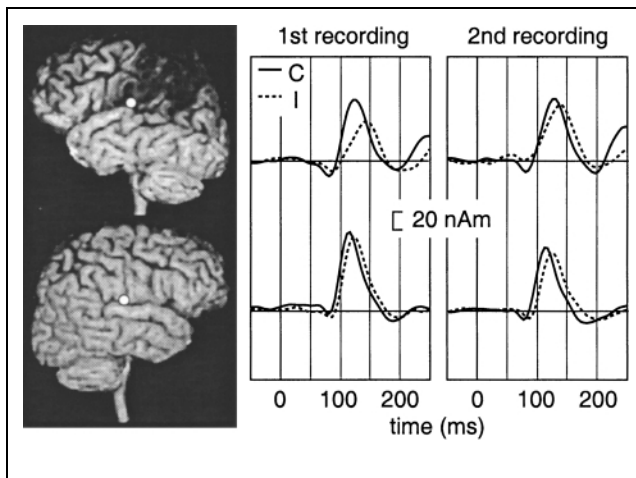 1st recording 2nd recording
C
I
20 nAm
0 100 200 0 100 200
time (ms)